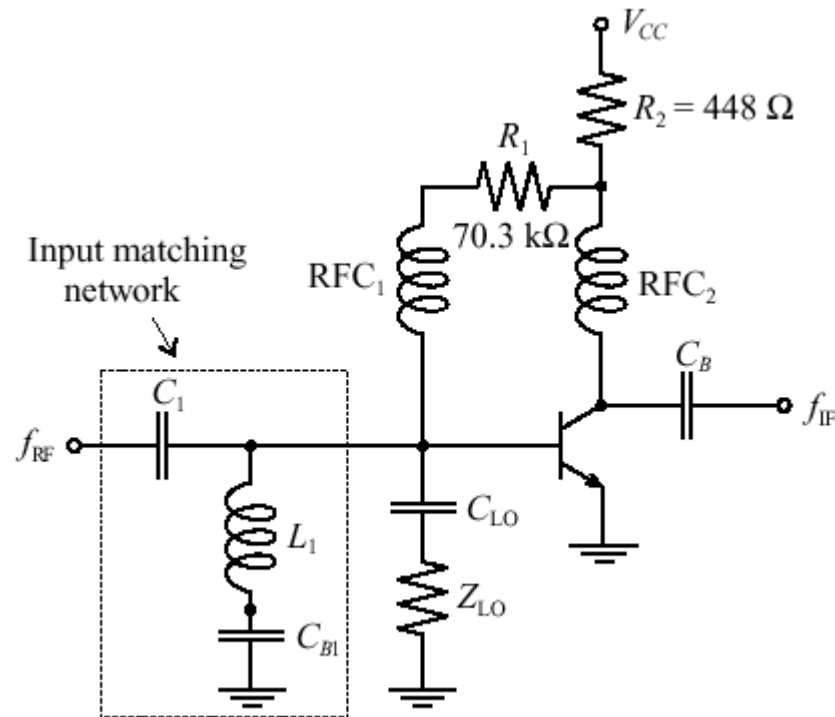 V_CC
R_2 = 448 Ω
R_1
70.3 kΩ
Input matching
network
RFC_1
RFC_2
C_1
C_B
f_RF
f_IF
C_LO
L_1
Z_LO
C_B1